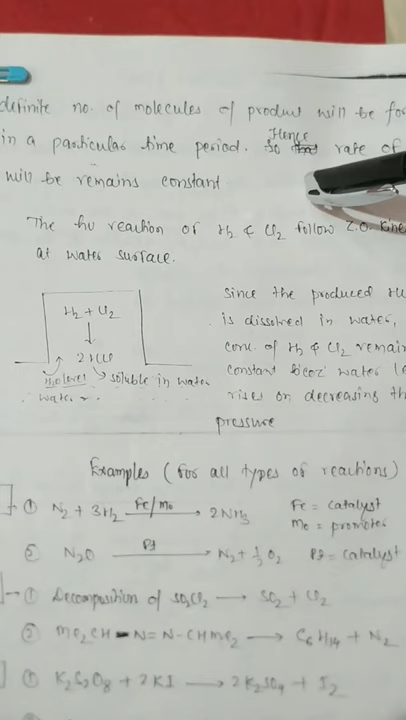 definite no. of molecules of product will be for
in a particular time period. Hence rate of
will be remains constant
The hν reaction of H₂ & Cl₂ follow Z.O. kine
at water surface.
H₂ + Cl₂
↓
2HCl
H₂O level soluble in water
water
since the produced HC
is dissolved in water,
conc. of H₂ & Cl₂ remain
constant bcoz water le
rises on decreasing th
pressure
Examples (for all types of reactions)
① N₂ + 3H₂ —Fe/Mo→ 2NH₃ Fe = catalyst
Mo = promoter
② N₂O —Pt→ N₂ + ½ O₂ Pt = catalyst
① Decomposition of SO₂Cl₂ → SO₂ + Cl₂
② Me₂CH-N=N-CHMe₂ → C₆H₁₄ + N₂
① K₂S₂O₈ + 2KI → 2K₂SO₄ + I₂